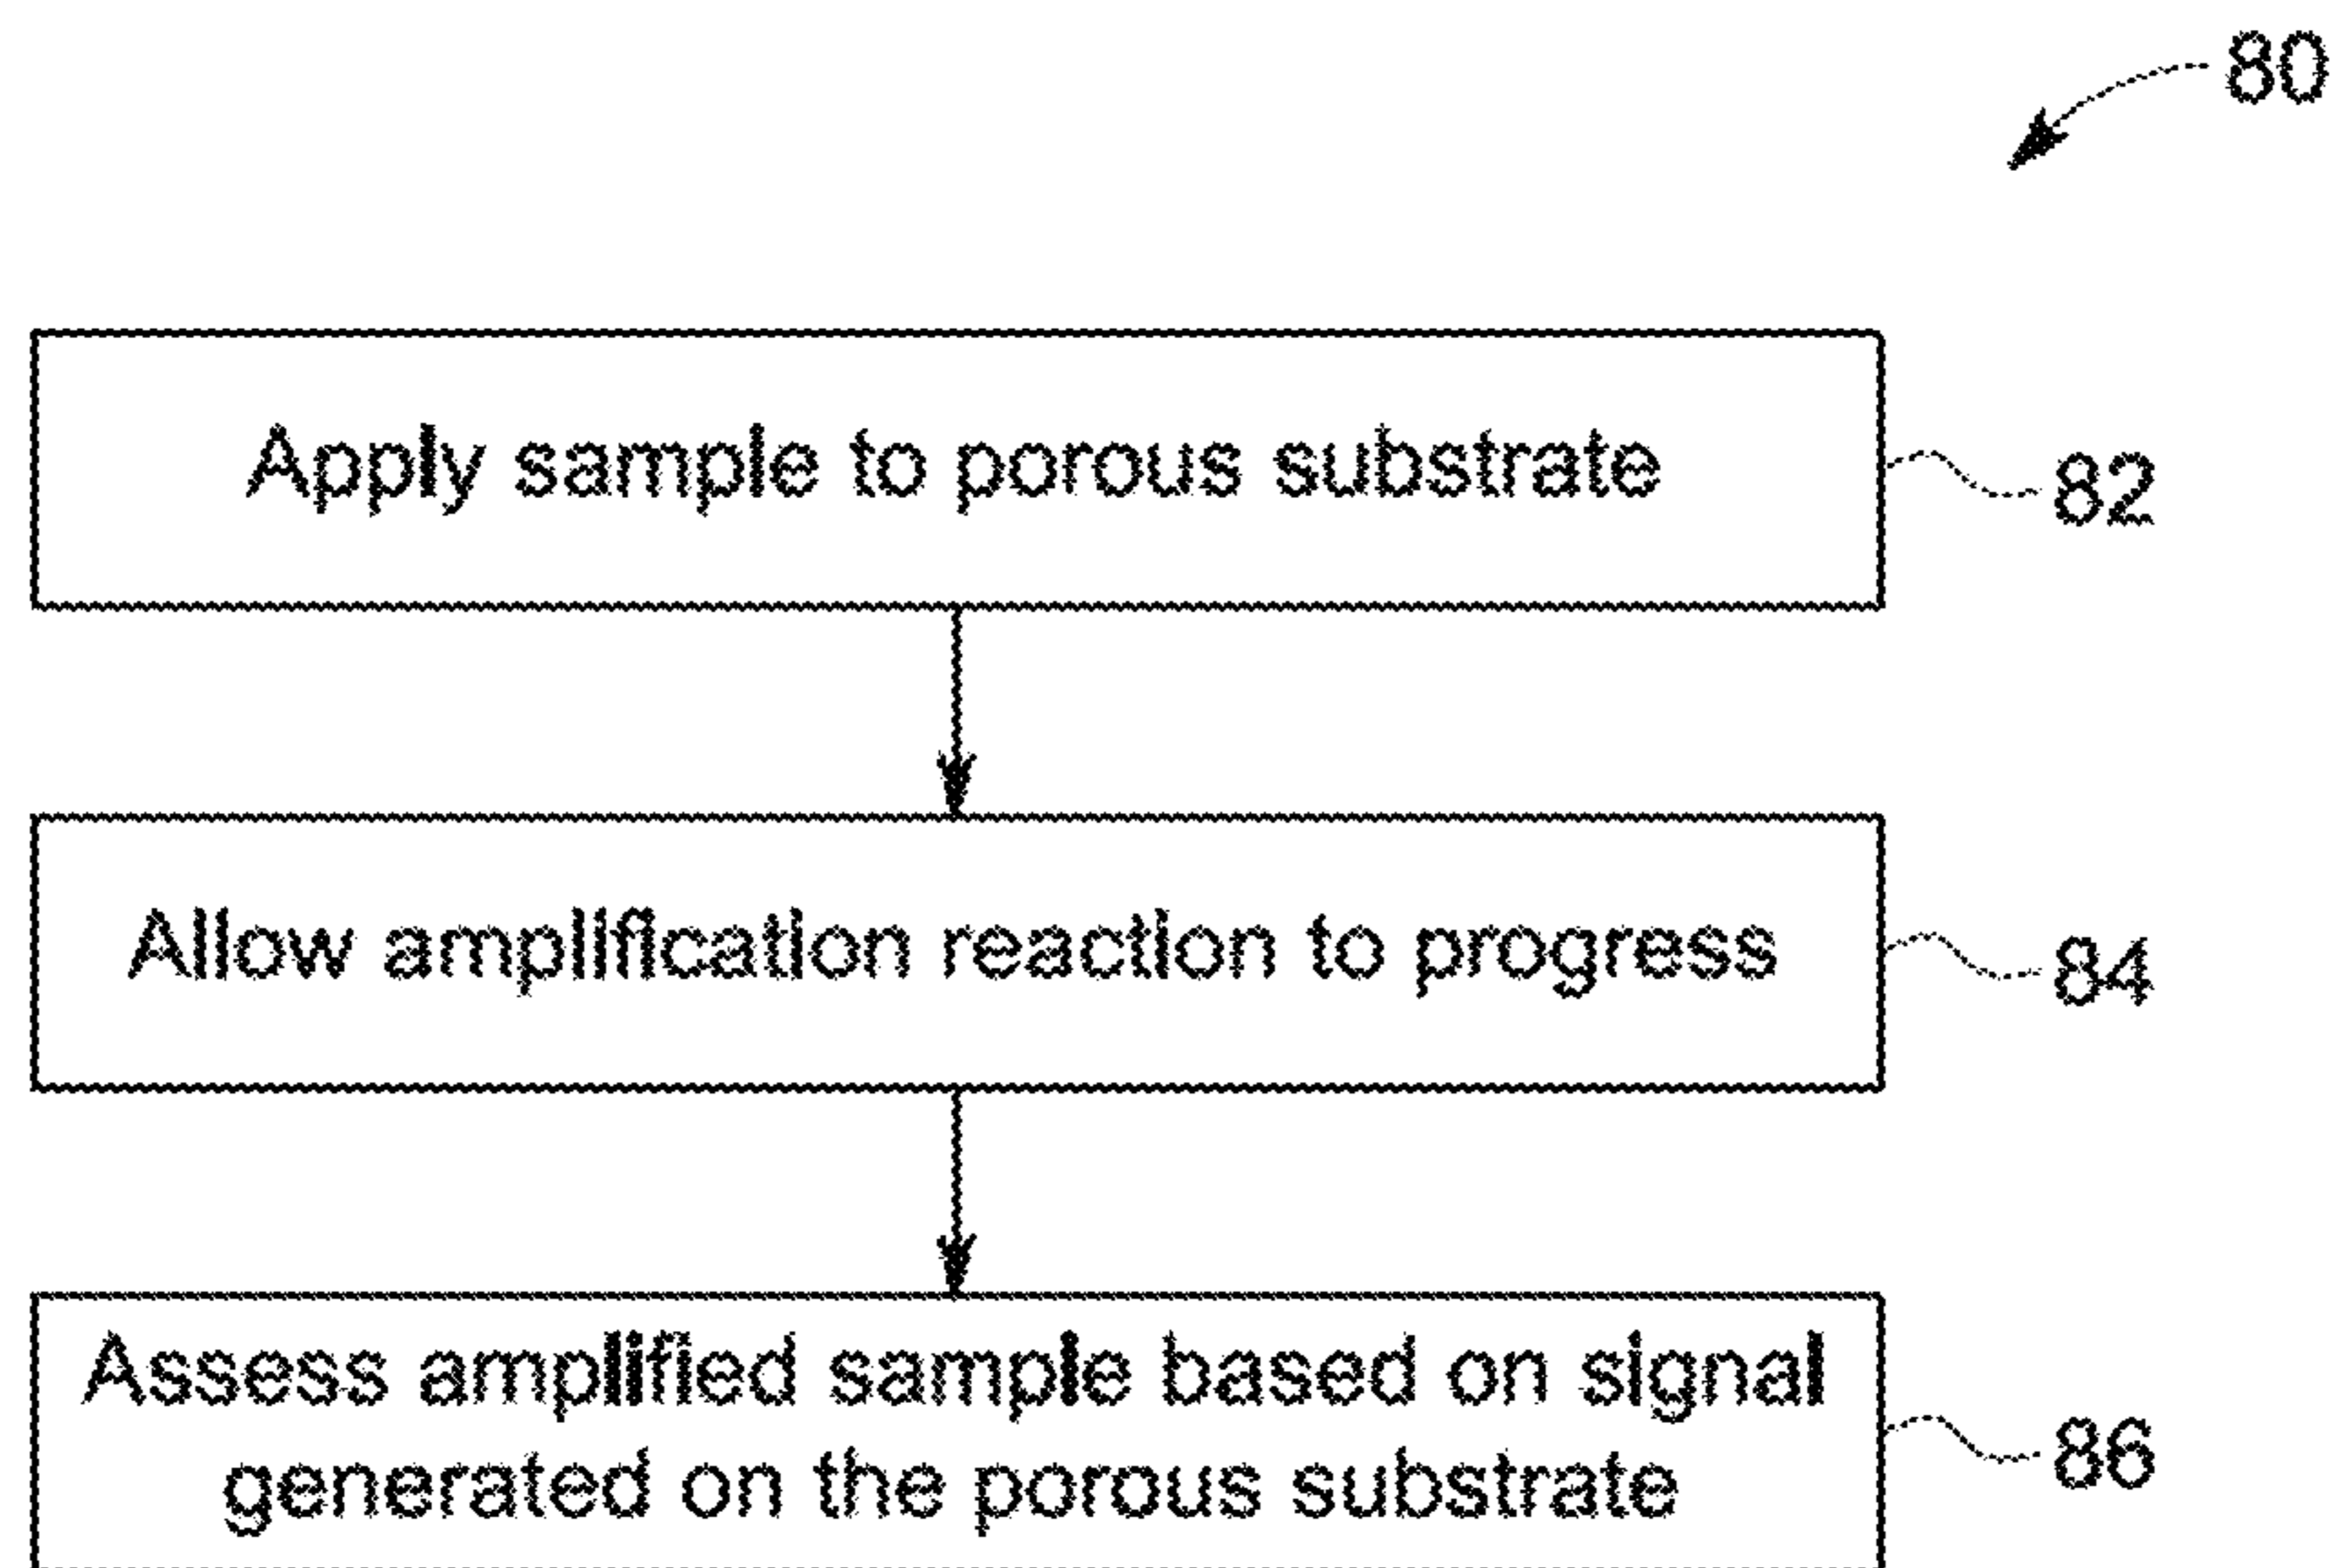 80
Apply sample to porous substrate
82
Allow amplification reaction to progress
84
Assess amplified sample based on signal
generated on the porous substrate
86